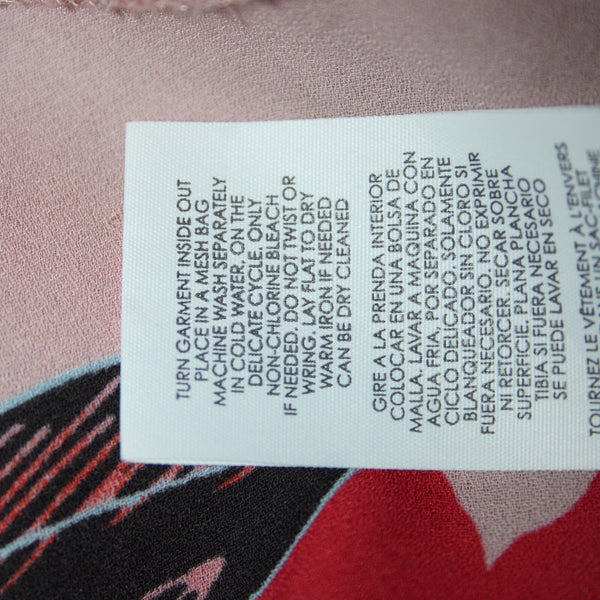 TURN GARMENT INSIDE OUT
PLACE IN A MESH BAG
MACHINE WASH SEPARATELY
IN COLD WATER, ON THE
DELICATE CYCLE. ONLY
NON-CHLORINE BLEACH
IF NEEDED. DO NOT TWIST OR
WRING. LAY FLAT TO DRY
WARM IRON IF NEEDED
CAN BE DRY CLEANED
GIRE A LA PRENDA INTERIOR
COLOCAR EN UNA BOLSA DE
MALLA. LAVAR A MAQUINA CON
AGUA FRIA, POR SEPARADO EN
CICLO DELICADO. SOLAMENTE
BLANQUEADOR SIN CLORO SI
FUERA NECESARIO. NO EXPRIMIR
NI RETORCER. SECAR SOBRE
SUPERFICIE. PLANA PLANCHA
TIBIA SI FUERA NECESARIO
SE PUEDE LAVAR EN SECO
TOURNEZ LE VÊTEMENT À L'ENVERS
UN SAC-FILET